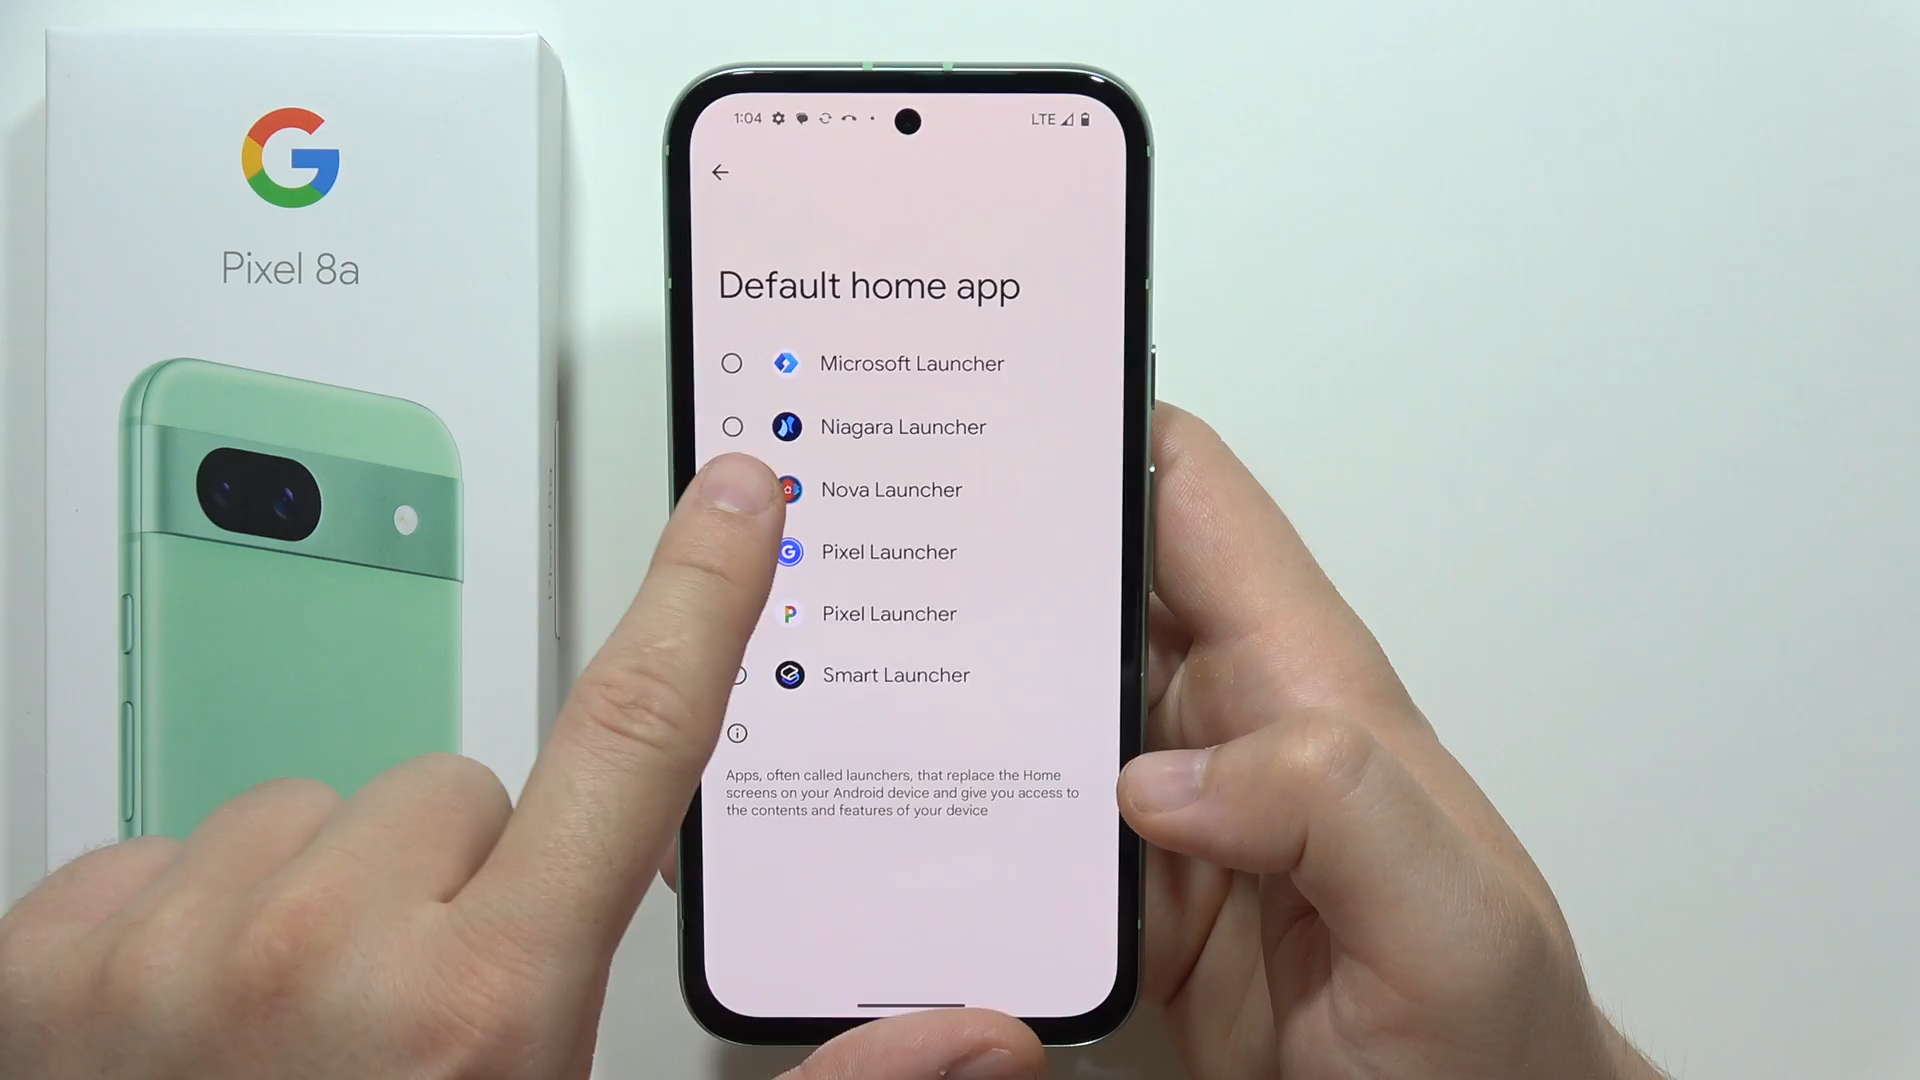 Pixel 8a
1:04
LTE
Default home app
Microsoft Launcher
Niagara Launcher
Nova Launcher
Pixel Launcher
Pixel Launcher
Smart Launcher
Apps, often called launchers, that replace the Home
screens on your Android device and give you access to
the contents and features of your device